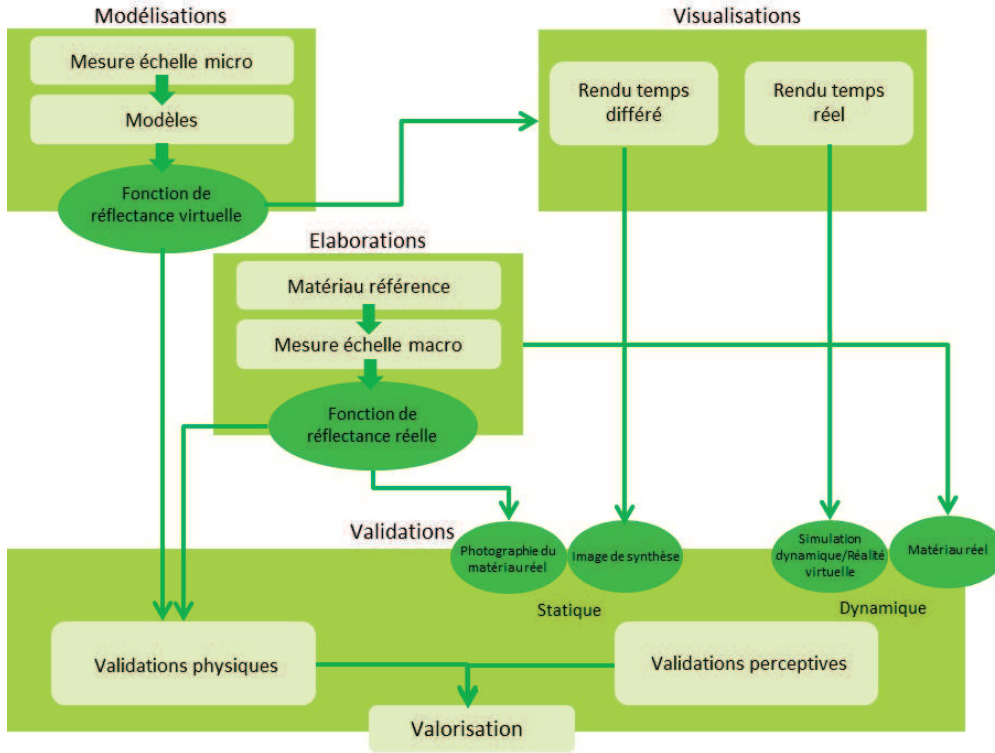 Modélisations
Mesure échelle micro
Modèles
Fonction de
réflectance virtuelle
Visualisations
Rendu temps
différé
Rendu temps
réel
Elaborations
Matériau référence
Mesure échelle macro
Fonction de
réflectance réelle
Validations
Photographie du
matériau réel
Image de synthèse
Statique
Simulation
dynamique/Réalité
virtuelle
Matériau réel
Dynamique
Validations physiques
Validations perceptives
Valorisation